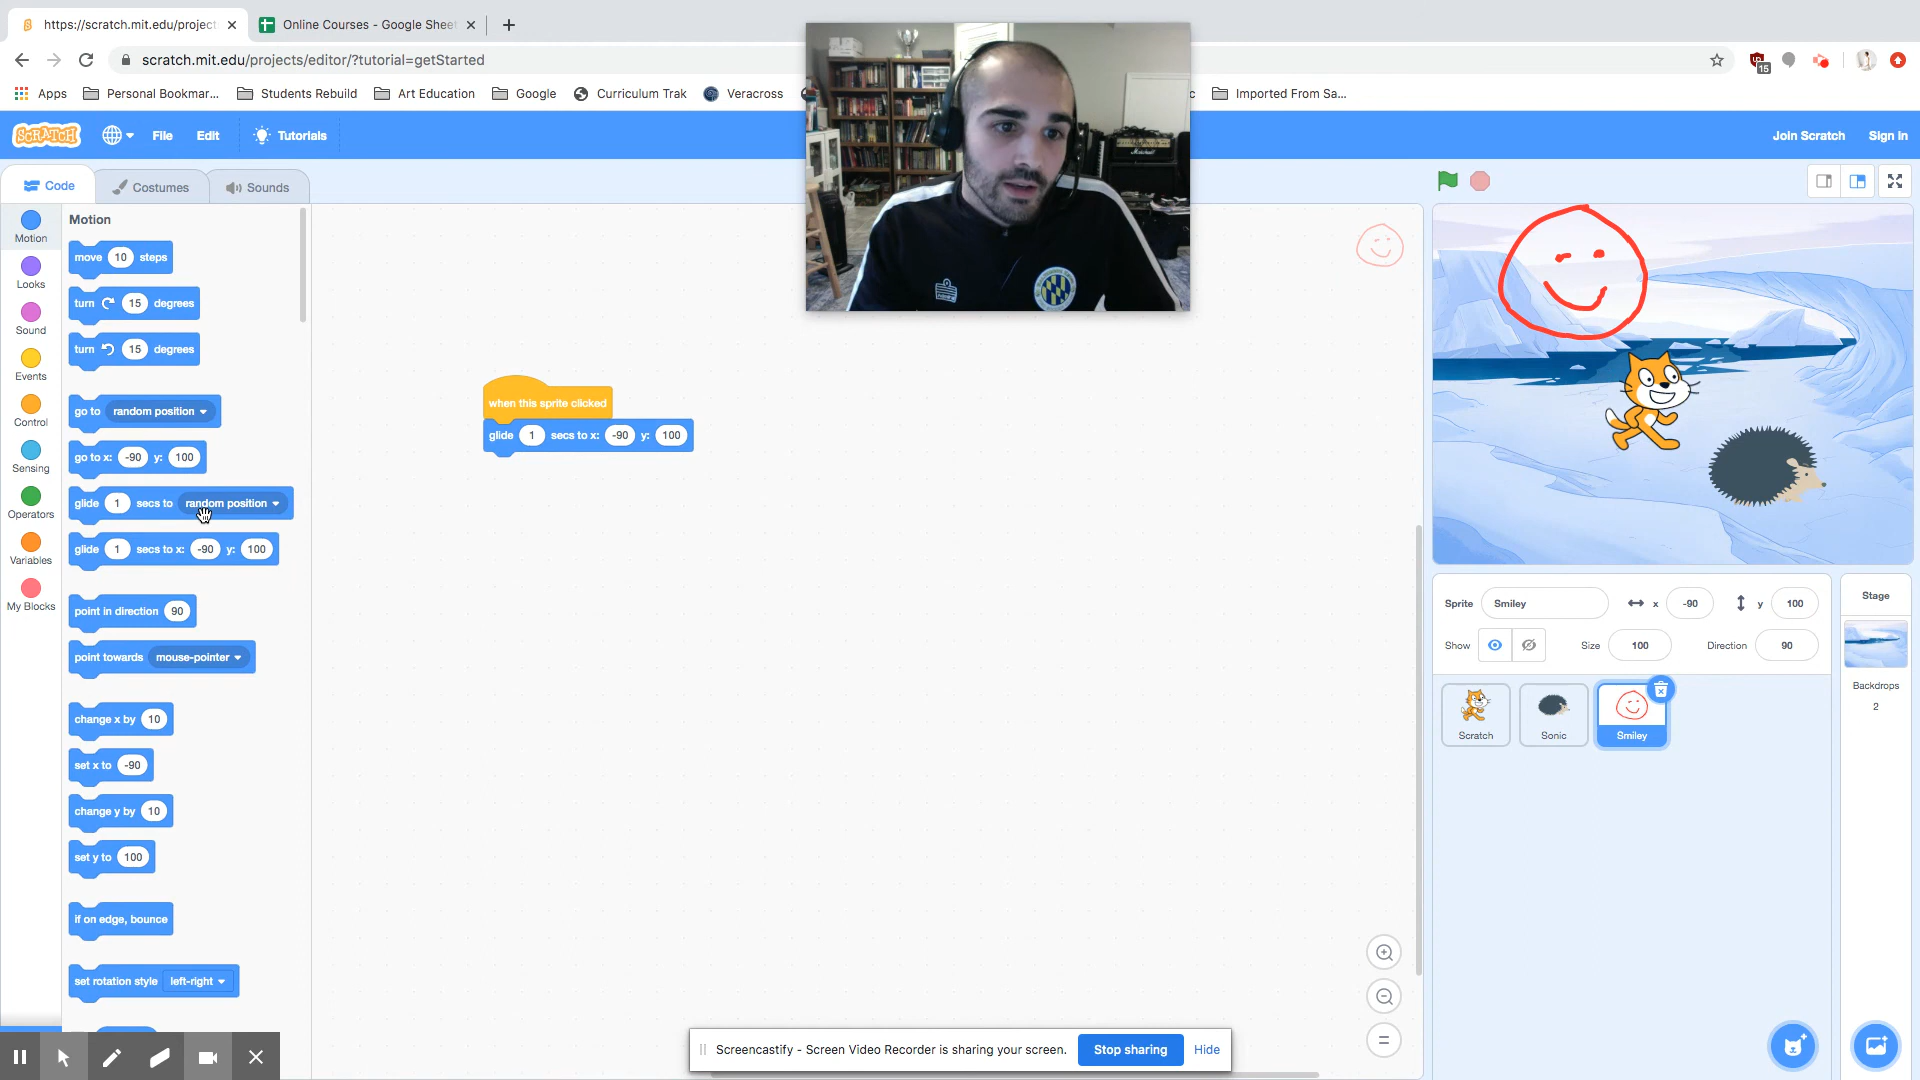 https://scratch.mit.edu/project
Online Courses - Google Sheet
scratch.mit.edu/projects/editor/?tutorial=getStarted
15
Apps
Personal Bookmar...
Students Rebuild
Art Education
Google
Curriculum Trak
Veracross
c
Imported From Sa...
SCRATCH
File
Edit
Tutorials
Join Scratch
Sign in
Code
Costumes
Sounds
Motion
Looks
Sound
Events
Control
Sensing
Operators
Variables
My Blocks
Motion
move 10 steps
turn 15 degrees
turn 15 degrees
go to random position
go to x: -90 y: 100
glide 1 secs to random position
glide 1 secs to x: -90 y: 100
point in direction 90
point towards mouse-pointer
change x by 10
set x to -90
change y by 10
set y to 100
if on edge, bounce
set rotation style left-right
when this sprite clicked
glide 1 secs to x: -90 y: 100
Marshall
Sprite Smiley x -90 y 100
Show Size 100 Direction 90
Scratch
Sonic
Smiley
Stage
Backdrops
2
Screencastify - Screen Video Recorder is sharing your screen.
Stop sharing
Hide